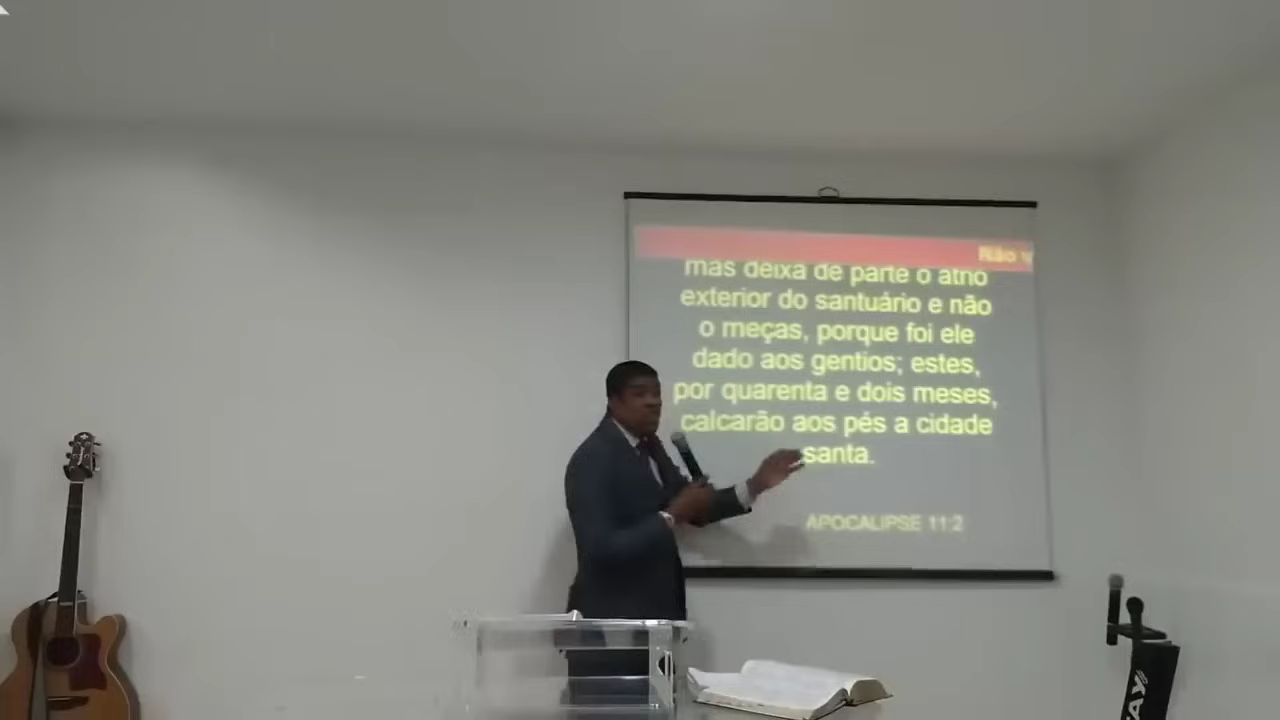 Não
mas deixa de parte o átrio
exterior do santuário e não
o meças, porque foi ele
dado aos gentios; estes,
por quarenta e dois meses,
calcarão aos pés a cidade
santa.
APOCALIPSE 11:2